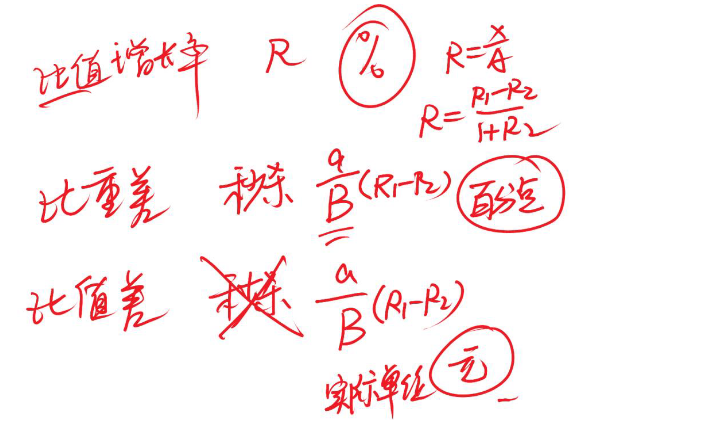 比值增长率 R % R=x/A
R=R1-R2/1+R2
比重差 秒杀 a/B(R1-R2) 百分点
比值差 秒杀 a/B(R1-R2)
实际单位 元